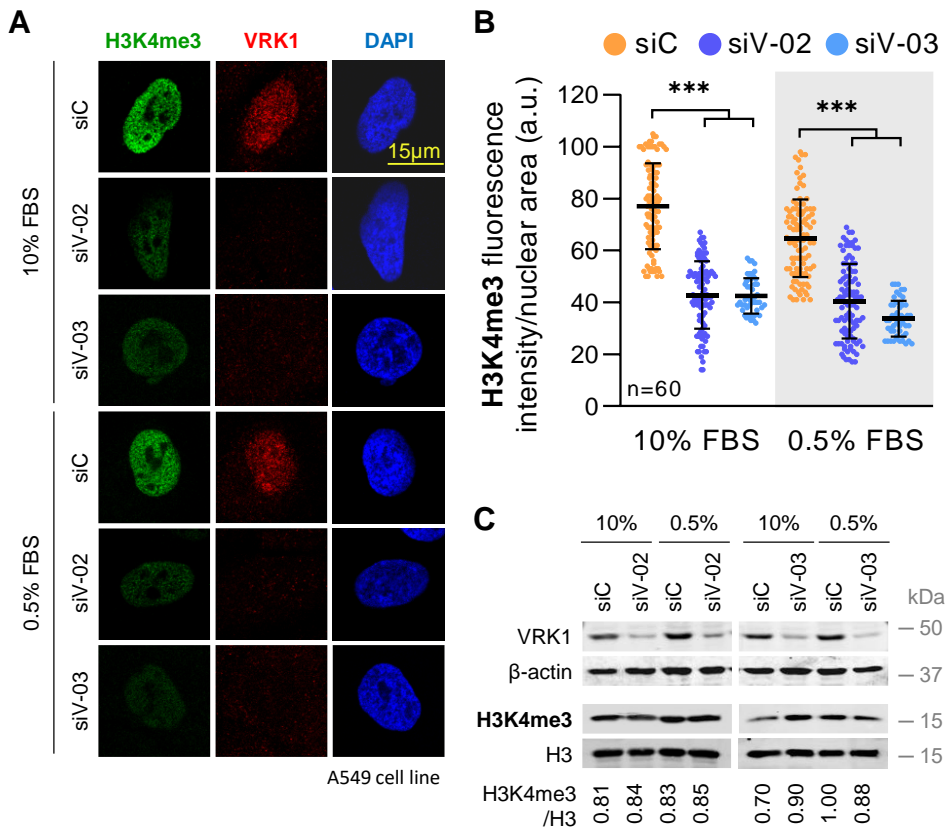 A
H3K4me3 VRK1 DAPI
10% FBS
siC
15μm
siV-02
siV-03
0.5% FBS
siC
siV-02
siV-03
A549 cell line
B
siC siV-02 siV-03
H3K4me3 fluorescence
intensity/nuclear area (a.u.)
120
100
80
60
40
20
0
*** ***
n=60
10% FBS 0.5% FBS
C
10% 0.5% 10% 0.5%
siC siV-02 siC siV-02 siC siV-03 siC siV-03
kDa
VRK1 50
β-actin 37
H3K4me3 15
H3 15
H3K4me3
/H3
0.81 0.84 0.83 0.85 0.70 0.90 1.00 0.88